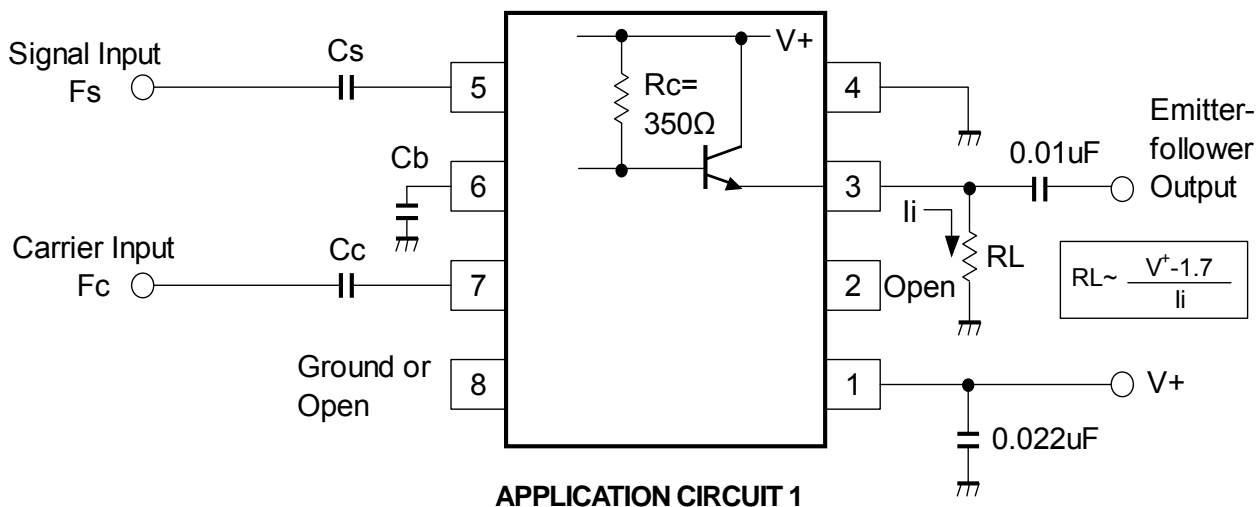 Signal Input
Fs
Cs
5
Rc=
350Ω
V+
4
Emitter-
follower
Output
0.01uF
Cb
6
3
Ii
RL
RL~ V⁺-1.7
Ii
Carrier Input
Fc
Cc
7
2
Open
Ground or
Open
8
1
V+
0.022uF
APPLICATION CIRCUIT 1